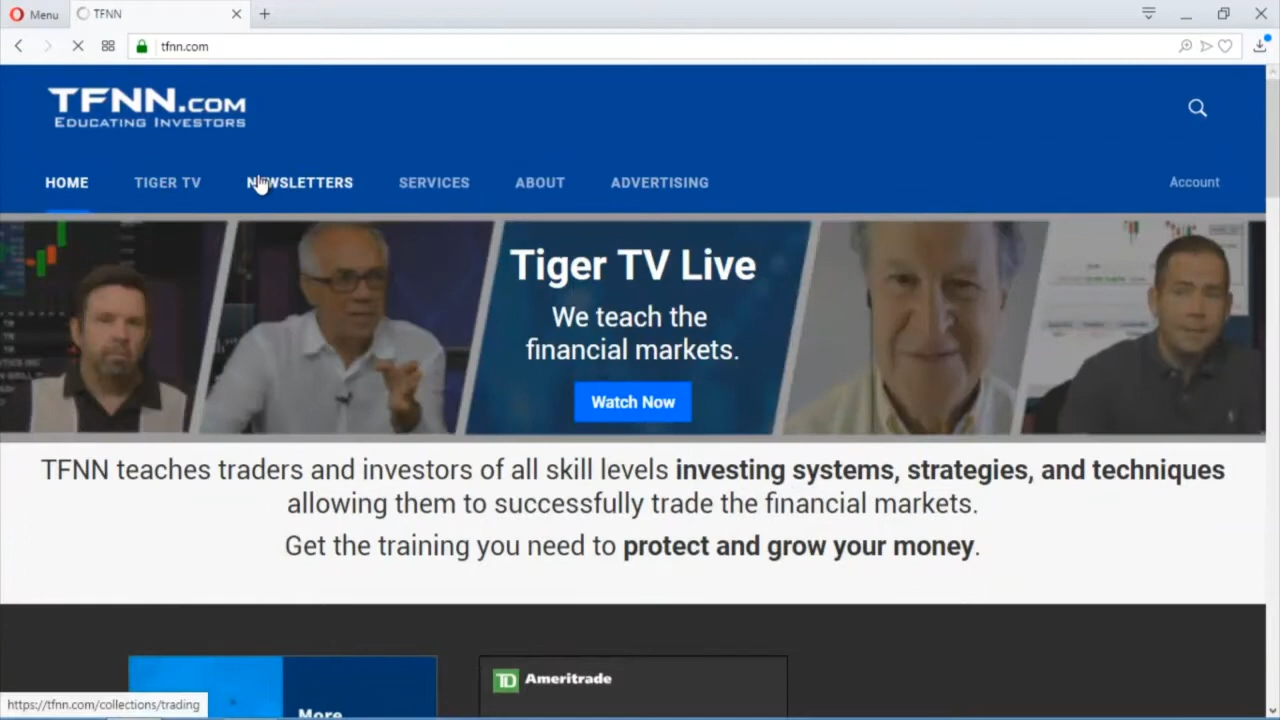 Menu
TFNN
tfnn.com
TFNN.COM
EDUCATING INVESTORS
HOME
TIGER TV
NEWSLETTERS
SERVICES
ABOUT
ADVERTISING
Account
Tiger TV Live
We teach the
financial markets.
Watch Now
TFNN teaches traders and investors of all skill levels investing systems, strategies, and techniques
allowing them to successfully trade the financial markets.
Get the training you need to protect and grow your money.
More
TD Ameritrade
https://tfnn.com/collections/trading